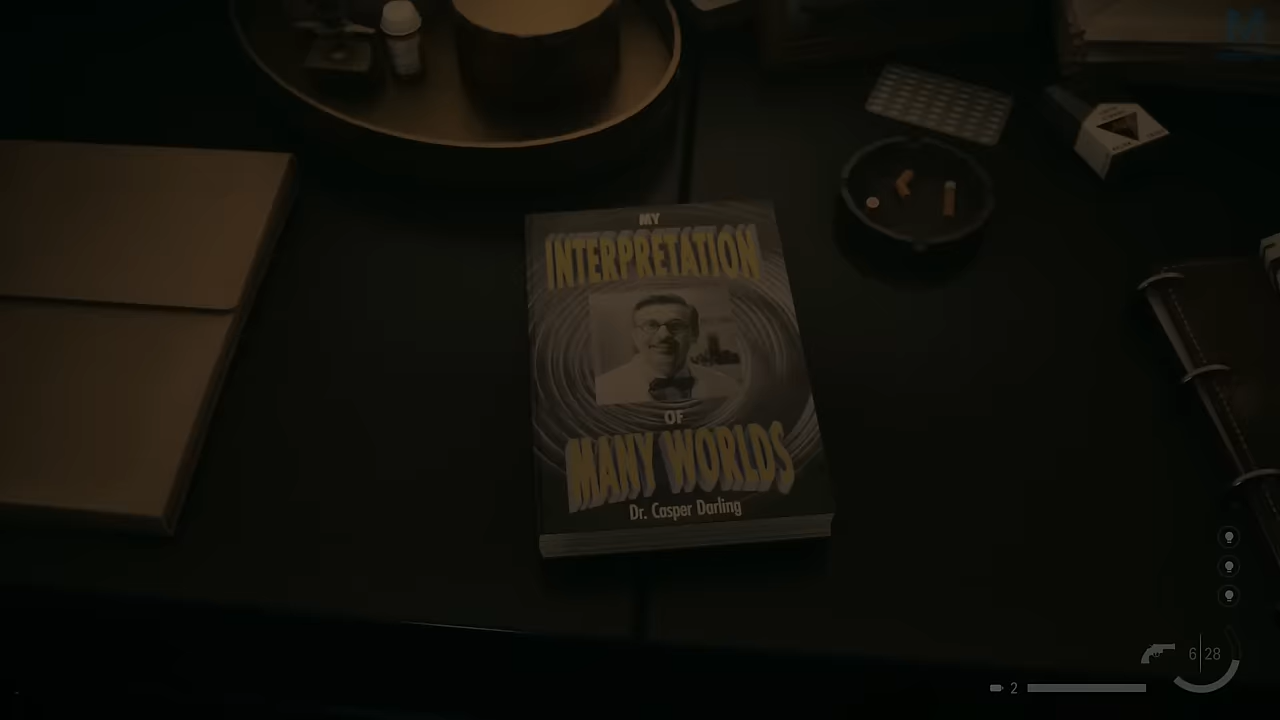 MY
INTERPRETATION
OF
MANY WORLDS
Dr. Casper Darling
6 28
2